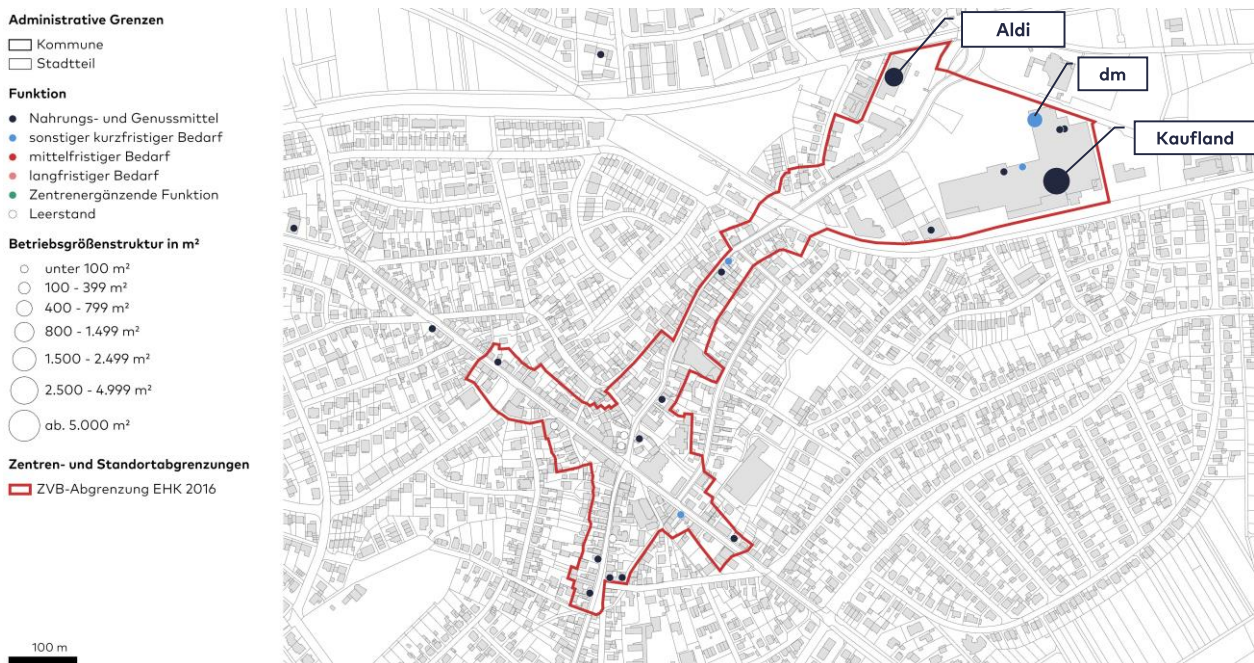 Administrative Grenzen
Kommune
Stadtteil
Funktion
Nahrungs- und Genussmittel
sonstiger kurzfristiger Bedarf
mittelfristiger Bedarf
langfristiger Bedarf
Zentrenergänzende Funktion
Leerstand
Betriebsgrößenstruktur in m²
unter 100 m²
100 - 399 m²
400 - 799 m²
800 - 1.499 m²
1.500 - 2.499 m²
2.500 - 4.999 m²
ab. 5.000 m²
Zentren- und Standortabgrenzungen
ZVB-Abgrenzung EHK 2016
100 m
Aldi
dm
Kaufland